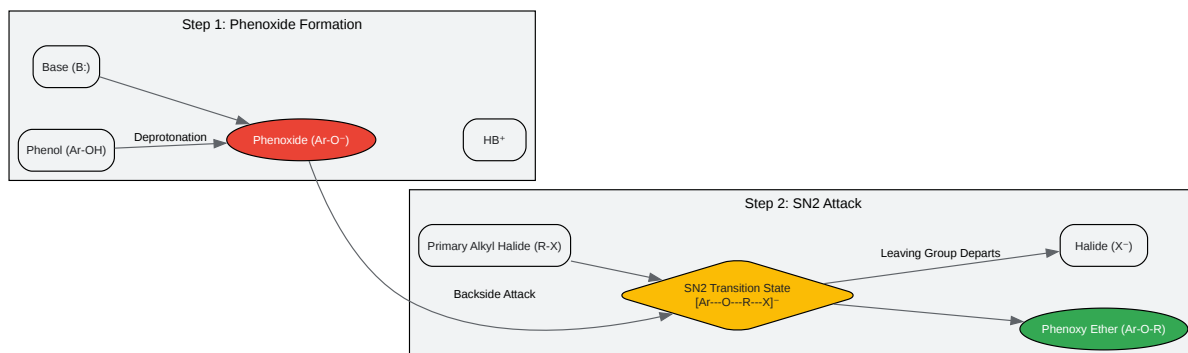 Step 1: Phenoxide Formation
Base (B:)
Deprotonation
Phenol (Ar-OH)
Phenoxide (Ar-O⁻)
HB⁺
Step 2: SN2 Attack
Primary Alkyl Halide (R-X)
Backside Attack
SN2 Transition State
[Ar---O---R---X]⁻
Leaving Group Departs
Halide (X⁻)
Phenoxy Ether (Ar-O-R)